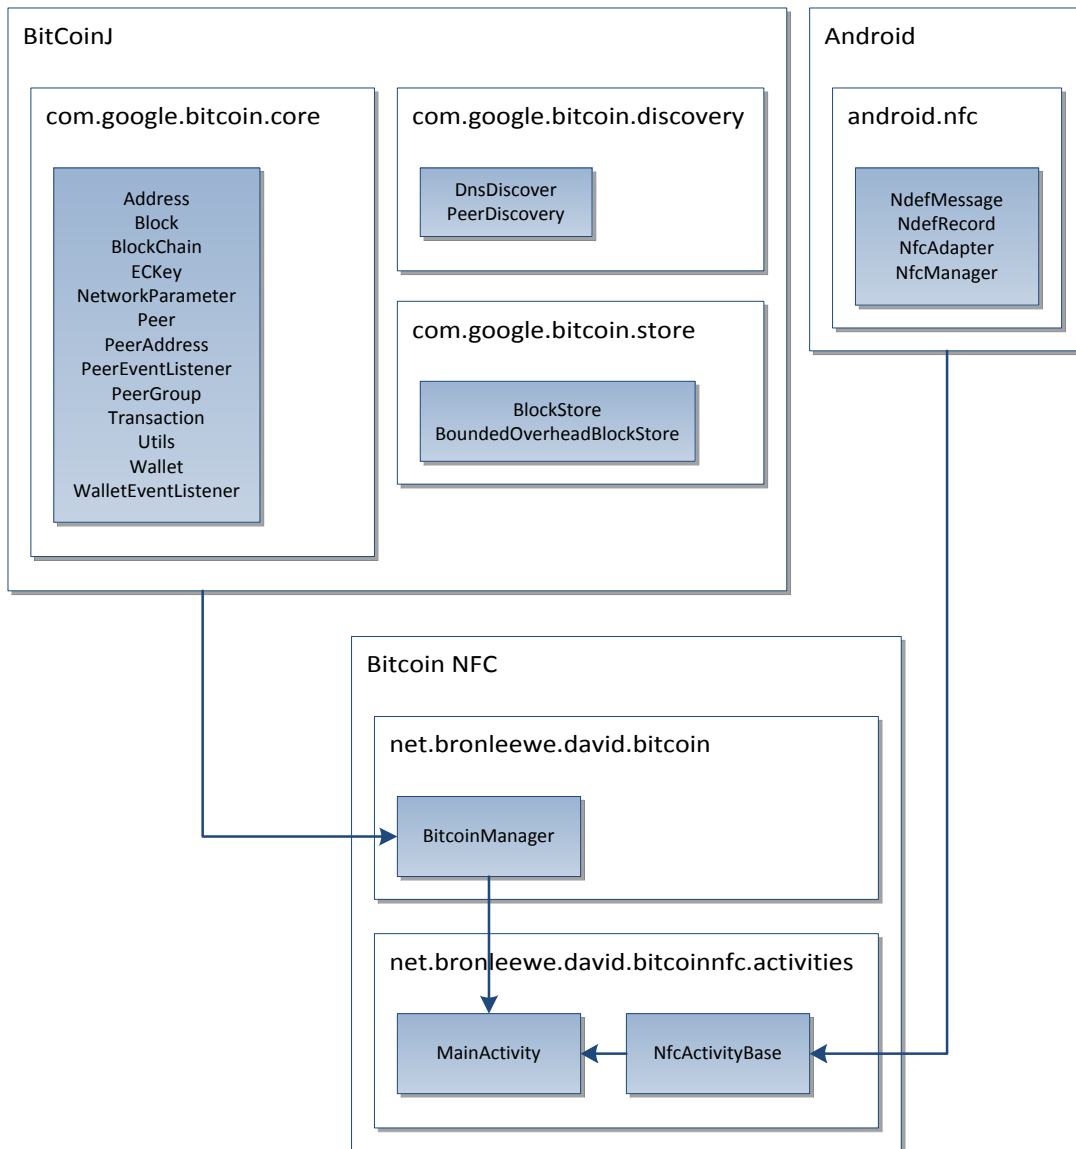 BitCoinJ
com.google.bitcoin.core
Address
Block
BlockChain
ECKey
NetworkParameter
Peer
PeerAddress
PeerEventListener
PeerGroup
Transaction
Utils
Wallet
WalletEventListener
com.google.bitcoin.discovery
DnsDiscover
PeerDiscovery
com.google.bitcoin.store
BlockStore
BoundedOverheadBlockStore
Android
android.nfc
NdefMessage
NdefRecord
NfcAdapter
NfcManager
Bitcoin NFC
net.bronleewe.david.bitcoin
BitcoinManager
net.bronleewe.david.bitcoinnfc.activities
MainActivity
NfcActivityBase